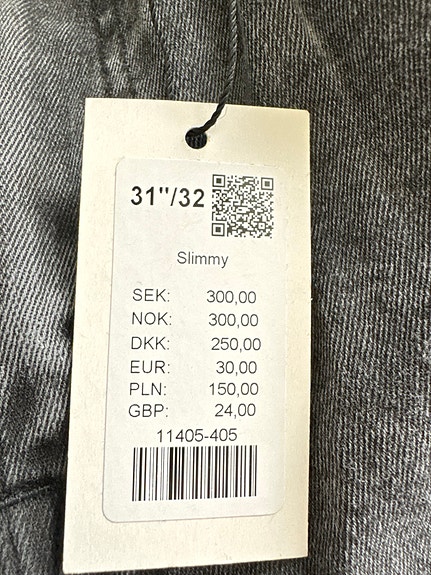 31"/32
Slimmy
SEK: 300,00
NOK: 300,00
DKK: 250,00
EUR: 30,00
PLN: 150,00
GBP: 24,00
11405-405